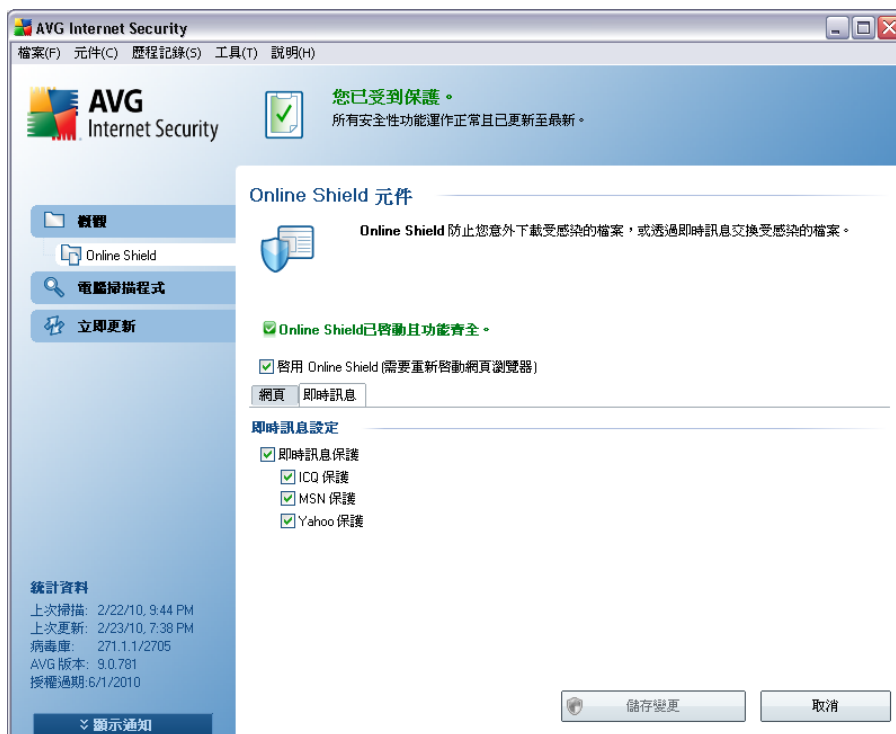 AVG Internet Security
檔案(F) 元件(C) 歷程記錄(S) 工具(T) 說明(H)
AVG
Internet Security
您已受到保護。
所有安全性功能運作正常且已更新至最新。
概觀
Online Shield
電腦掃描程式
立即更新
Online Shield 元件
Online Shield 防止您意外下載受感染的檔案，或透過即時訊息交換受感染的檔案。
Online Shield已啓動且功能齊全。
啓用 Online Shield (需要重新啓動網頁瀏覽器)
網頁 即時訊息
即時訊息設定
即時訊息保護
ICQ 保護
MSN 保護
Yahoo 保護
統計資料
上次掃描: 2/22/10, 9:44 PM
上次更新: 2/23/10, 7:38 PM
病毒庫: 271.1.1/2705
AVG 版本: 9.0.781
授權過期:6/1/2010
顯示通知
儲存變更 取消